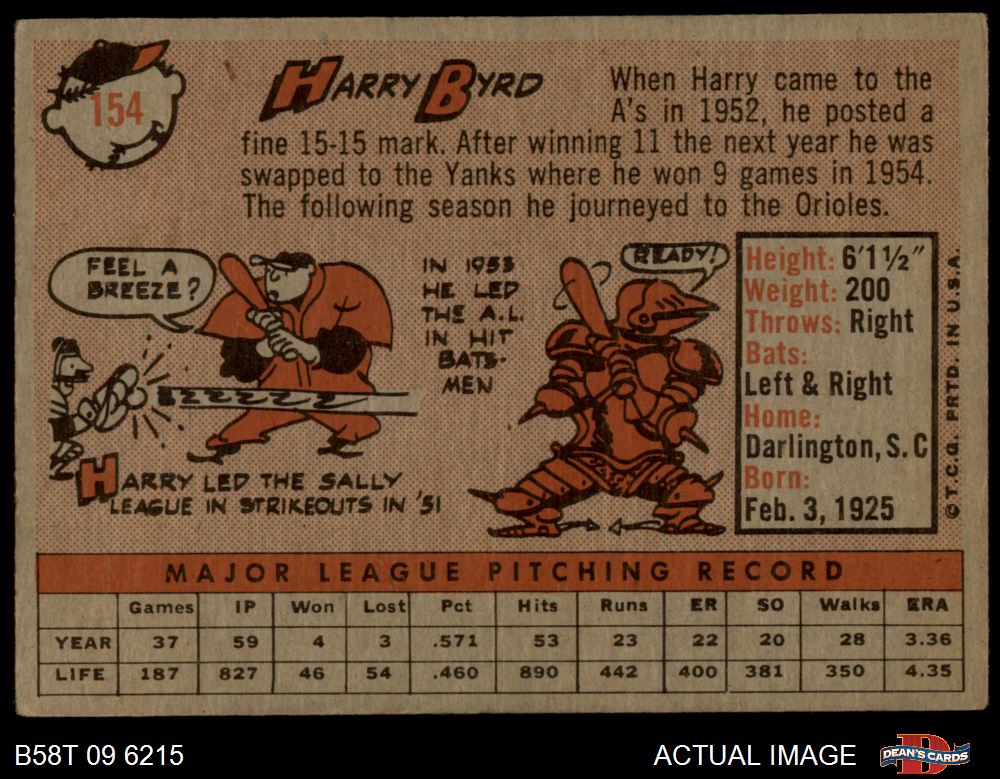 154
HARRY BYRD
When Harry came to the
A's in 1952, he posted a
fine 15-15 mark. After winning 11 the next year he was
swapped to the Yanks where he won 9 games in 1954.
The following season he journeyed to the Orioles.
FEEL A
BREEZE?
HARRY LED THE SALLY
LEAGUE IN STRIKEOUTS IN '51
IN 1953
HE LED
THE A.L.
IN HIT
BATS-
MEN
READY!
Height: 6'1½"
Weight: 200
Throws: Right
Bats:
Left & Right
Home:
Darlington, S. C
Born:
Feb. 3, 1925
© T.C.G. PRTD. IN U.S.A.
MAJOR LEAGUE PITCHING RECORD
Games IP Won Lost Pct Hits Runs ER SO Walks ERA
YEAR 37 59 4 3 .571 53 23 22 20 28 3.36
LIFE 187 827 46 54 .460 890 442 400 381 350 4.35
B58T 09 6215 ACTUAL IMAGE DEAN'S CARDS